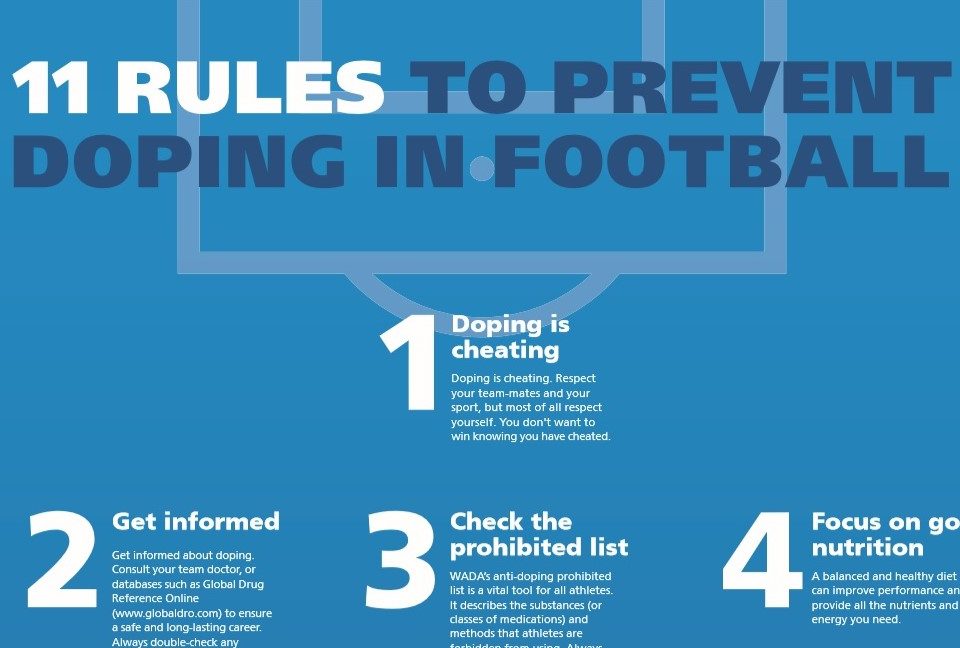 11 RULES TO PREVENT
DOPING IN FOOTBALL
1
Doping is
cheating
Doping is cheating. Respect
your team-mates and your
sport, but most of all respect
yourself. You don't want to
win knowing you have cheated.
2
Get informed
Get informed about doping.
Consult your team doctor, or
databases such as Global Drug
Reference Online
(www.globaldro.com) to ensure
a safe and long-lasting career.
Always double-check any
3
Check the
prohibited list
WADA's anti-doping prohibited
list is a vital tool for all athletes.
It describes the substances (or
classes of medications) and
methods that athletes are
forbidden from using. Always
4
Focus on go
nutrition
A balanced and healthy diet
can improve performance an
provide all the nutrients and
energy you need.